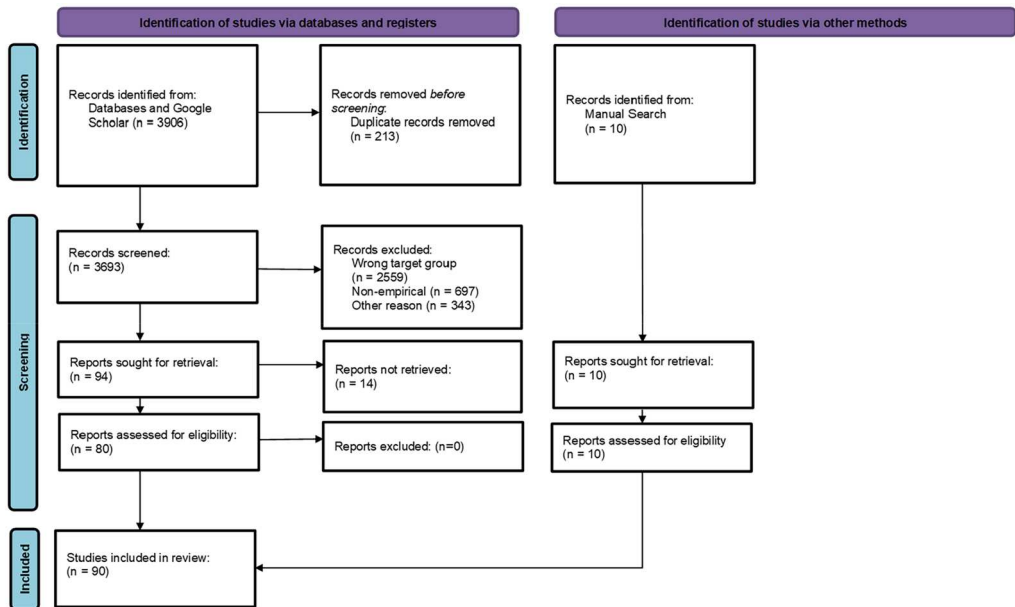 Identification of studies via databases and registers
Identification of studies via other methods
Identification
Records identified from:
Databases and Google
Scholar (n = 3906)
Records removed before
screening:
Duplicate records removed
(n = 213)
Records identified from:
Manual Search
(n = 10)
Screening
Records screened:
(n = 3693)
Records excluded:
Wrong target group
(n = 2559)
Non-empirical (n = 697)
Other reason (n = 343)
Reports sought for retrieval:
(n = 94)
Reports not retrieved:
(n = 14)
Reports sought for retrieval:
(n = 10)
Reports assessed for eligibility:
(n = 80)
Reports excluded: (n=0)
Reports assessed for eligibility
(n = 10)
Included
Studies included in review:
(n = 90)